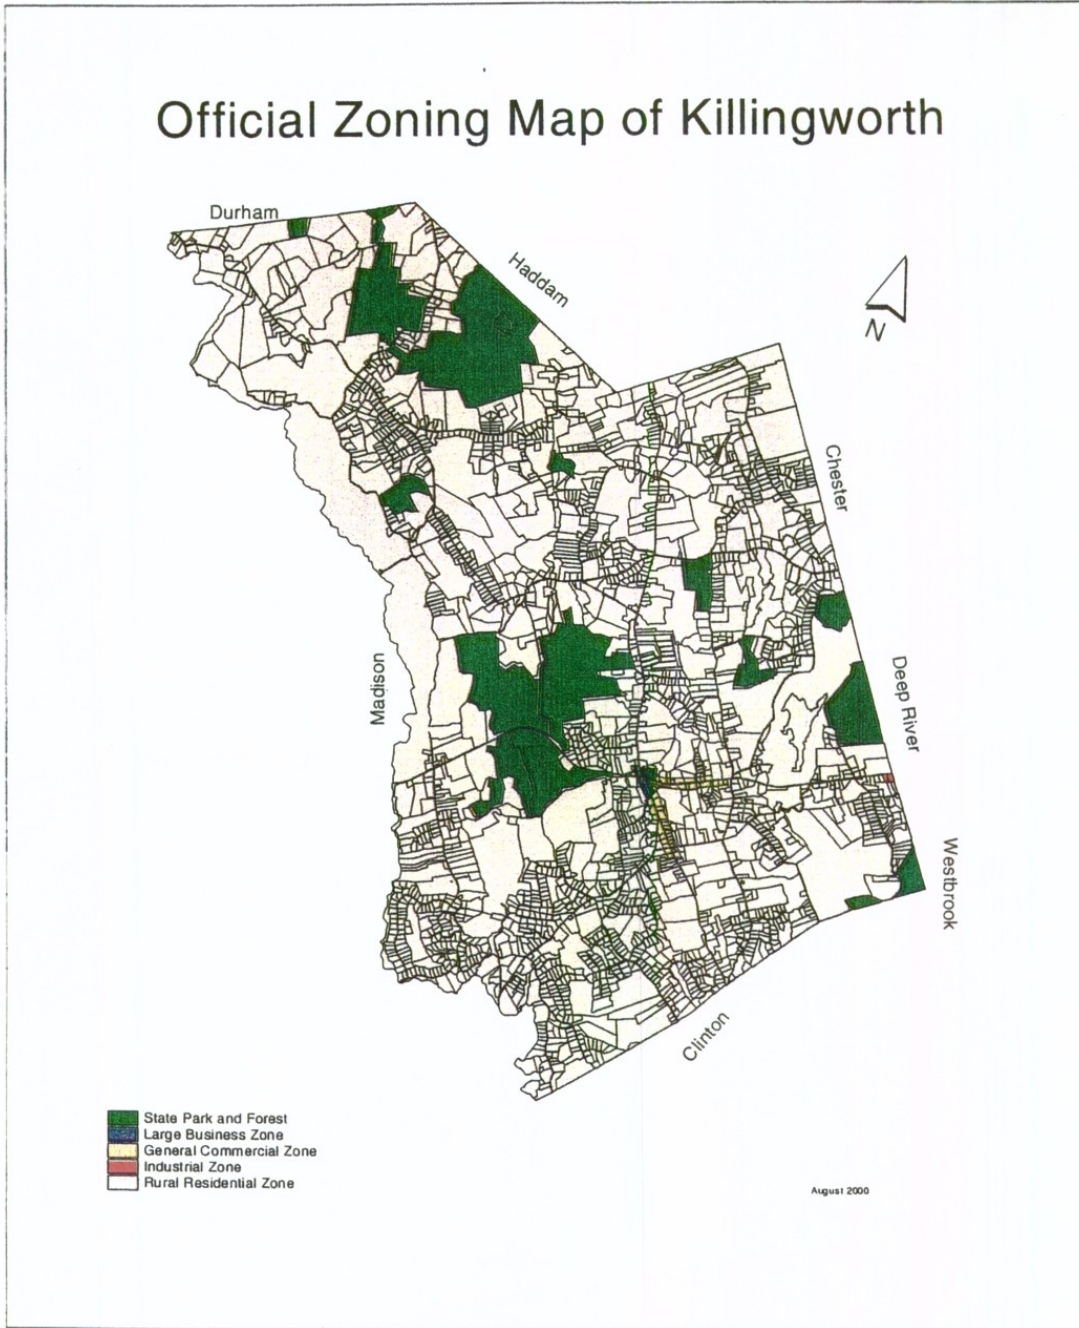 Official Zoning Map of Killingworth
Durham
Haddam
N
Chester
Madison
Deep River
Westbrook
Clinton
State Park and Forest
Large Business Zone
General Commercial Zone
Industrial Zone
Rural Residential Zone
August 2000